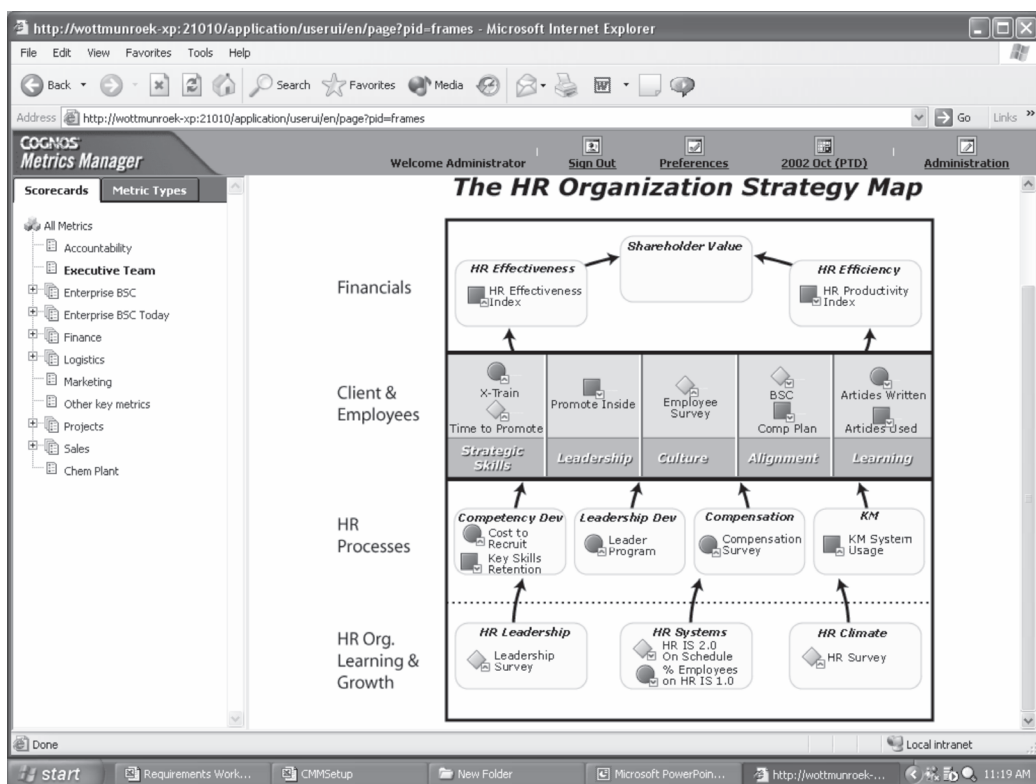 http://wottmunroek-xp:21010/application/userui/en/page?pid=frames - Microsoft Internet Explorer
File Edit View Favorites Tools Help
Back Search Favorites Media
Address http://wottmunroek-xp:21010/application/userui/en/page?pid=frames Go Links »
COGNOS
Metrics Manager
Welcome Administrator Sign Out Preferences 2002 Oct (PTD) Administration
Scorecards Metric Types
All Metrics
Accountability
Executive Team
Enterprise BSC
Enterprise BSC Today
Finance
Logistics
Marketing
Other key metrics
Projects
Sales
Chem Plant
The HR Organization Strategy Map
Financials
Shareholder Value
HR Effectiveness
HR Effectiveness
Index
HR Efficiency
HR Productivity
Index
Client &
Employees
X-Train
Time to Promote
Strategic
Skills
Promote Inside
Leadership
Employee
Survey
Culture
BSC
Comp Plan
Alignment
Articles Written
Articles Used
Learning
HR
Processes
Competency Dev
Cost to
Recruit
Key Skills
Retention
Leadership Dev
Leader
Program
Compensation
Compensation
Survey
KM
KM System
Usage
HR Org.
Learning &
Growth
HR Leadership
Leadership
Survey
HR Systems
HR IS 2.0
On Schedule
% Employees
on HR IS 1.0
HR Climate
HR Survey
Done Local intranet
start Requirements Work... CMMSetup New Folder Microsoft PowerPoin... http://wottmunroek-... 11:19 AM